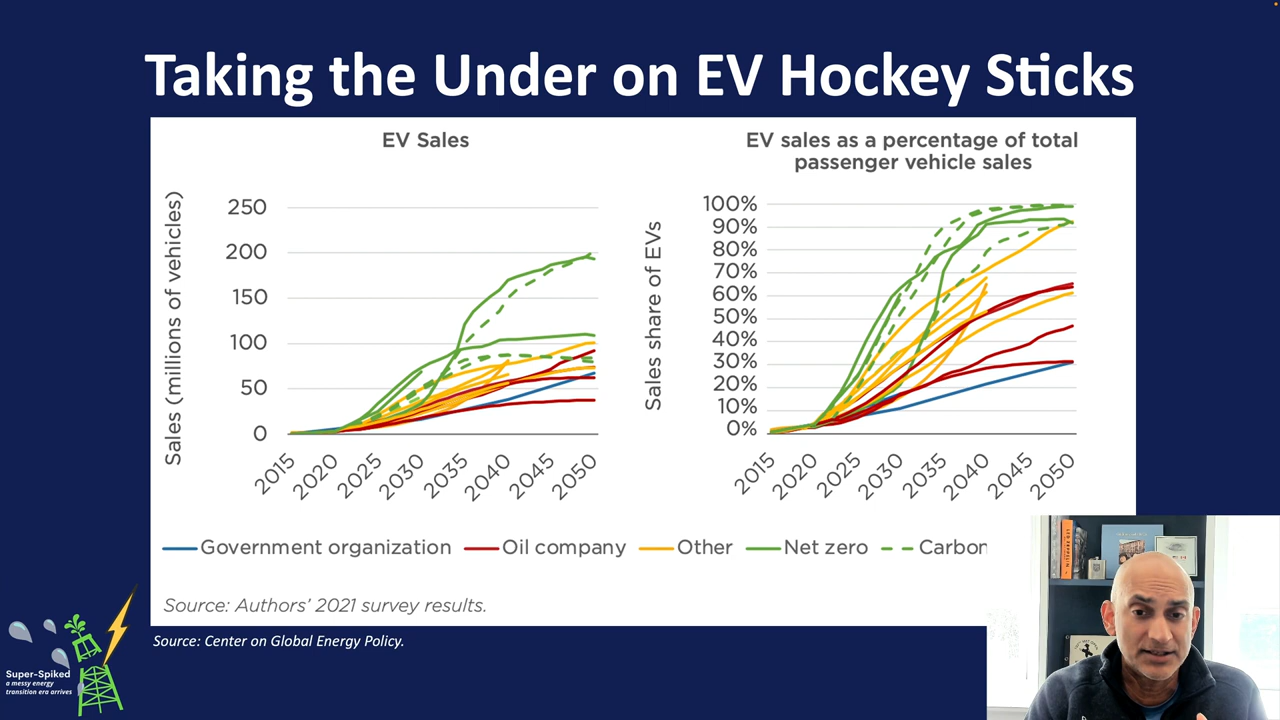 Taking the Under on EV Hockey Sticks
EV Sales
Sales (millions of vehicles)
250
200
150
100
50
0
2015
2020
2025
2030
2035
2040
2045
2050
EV sales as a percentage of total
passenger vehicle sales
Sales share of EVs
100%
90%
80%
70%
60%
50%
40%
30%
20%
10%
0%
2015
2020
2025
2030
2035
2040
2045
2050
Government organization Oil company Other Net zero Carbon
Source: Authors’ 2021 survey results.
Source: Center on Global Energy Policy.
Super-Spiked
a messy energy
transition era arrives
LED ZEPPELIN